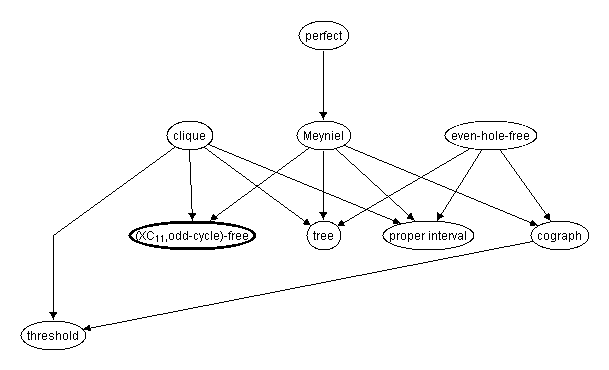 perfect
clique
Meyniel
even-hole-free
(XC11,odd-cycle)-free
tree
proper interval
cograph
threshold